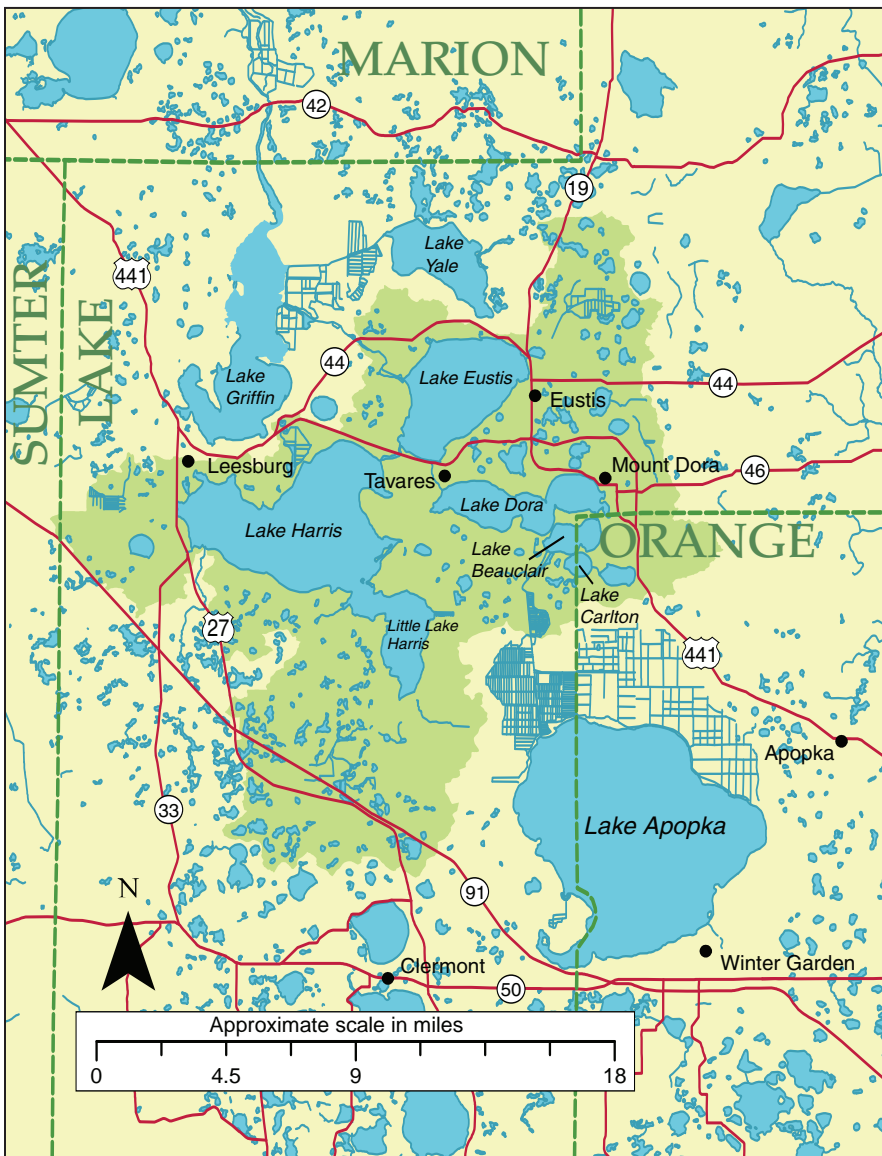 MARION
42
19
SUMTER
LAKE
441
Lake
Yale
44
Lake
Griffin
Lake Eustis
44
Eustis
Leesburg
Tavares
Mount Dora
46
Lake Dora
Lake Harris
ORANGE
Lake
Beauclair
Lake
Carlton
Little Lake
Harris
27
441
Apopka
33
Lake Apopka
N
91
Winter Garden
Clermont
50
Approximate scale in miles
0 4.5 9 18